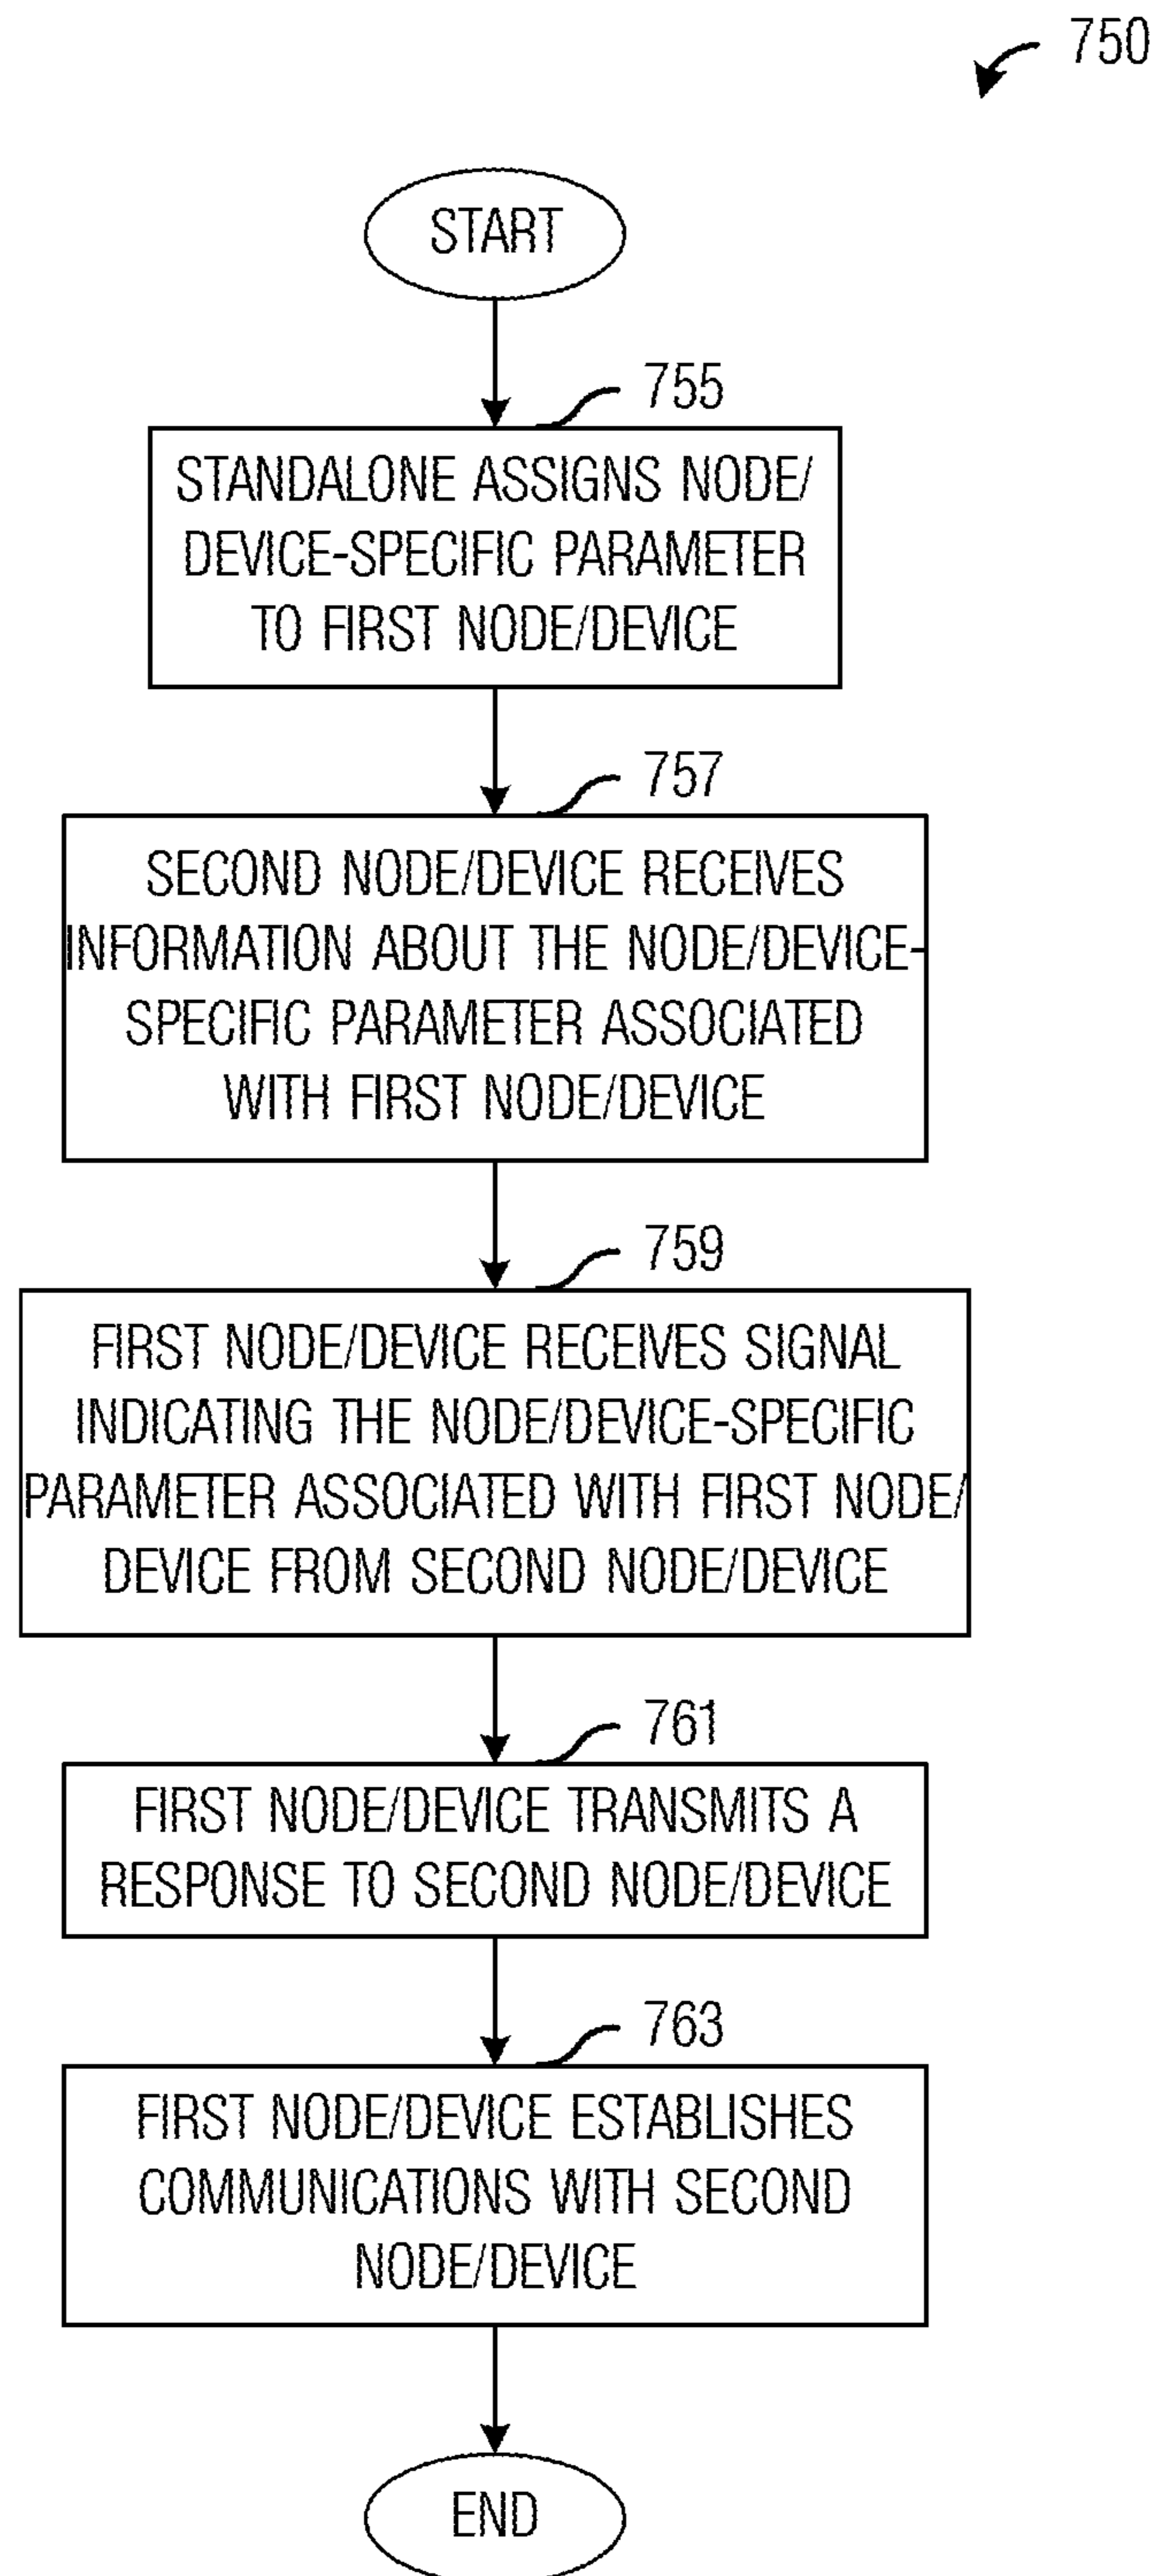 750
START
755
STANDALONE ASSIGNS NODE/
DEVICE-SPECIFIC PARAMETER
TO FIRST NODE/DEVICE
757
SECOND NODE/DEVICE RECEIVES
INFORMATION ABOUT THE NODE/DEVICE-
SPECIFIC PARAMETER ASSOCIATED
WITH FIRST NODE/DEVICE
759
FIRST NODE/DEVICE RECEIVES SIGNAL
INDICATING THE NODE/DEVICE-SPECIFIC
PARAMETER ASSOCIATED WITH FIRST NODE/
DEVICE FROM SECOND NODE/DEVICE
761
FIRST NODE/DEVICE TRANSMITS A
RESPONSE TO SECOND NODE/DEVICE
763
FIRST NODE/DEVICE ESTABLISHES
COMMUNICATIONS WITH SECOND
NODE/DEVICE
END